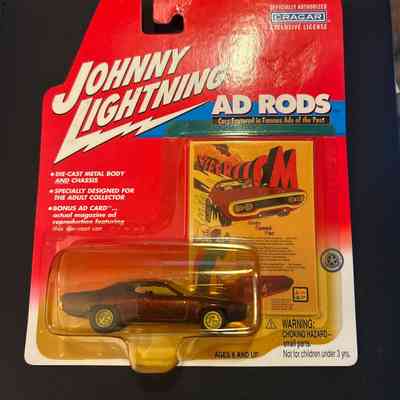 OFFICIALLY AUTHORIZED
CRAGAR
EXCLUSIVE LICENSE
JOHNNY
LIGHTNING
AD RODS
Cars Featured in Famous Ads of the Past
★DIE-CAST METAL BODY
AND CHASSIS
★SPECIALLY DESIGNED FOR
THE ADULT COLLECTOR
★BONUS AD CARD...
actual magazine ad
reproduction featuring
this die-cast car!
AGES 8 AND UP
WARNING:
CHOKING HAZARD–
small parts.
Not for children under 3 yrs.